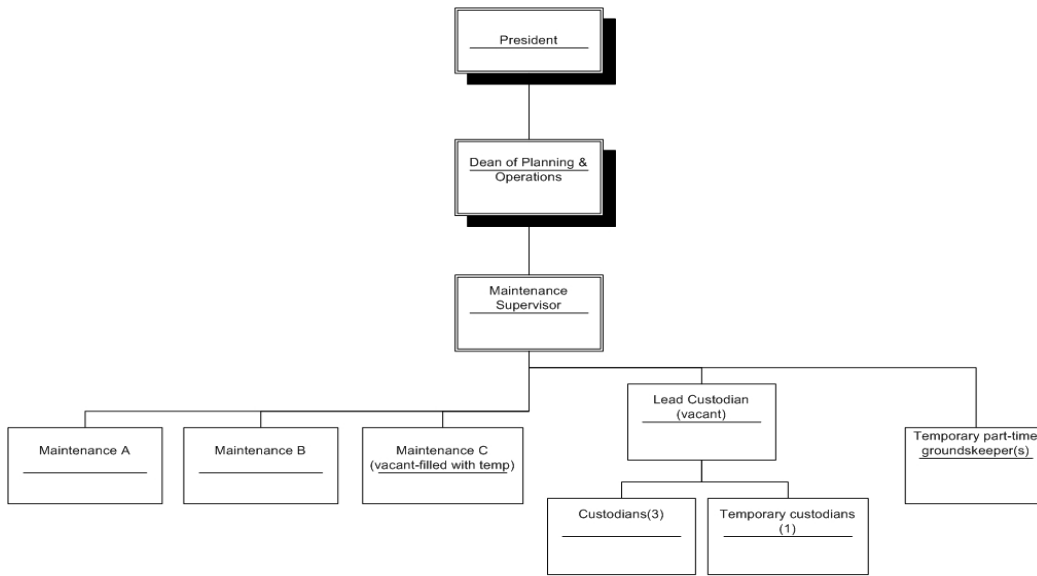 President
Dean of Planning &
Operations
Maintenance
Supervisor
Lead Custodian
(vacant)
Maintenance A
Maintenance B
Maintenance C
(vacant-filled with temp)
Temporary part-time
groundskeeper(s)
Custodians(3)
Temporary custodians
(1)